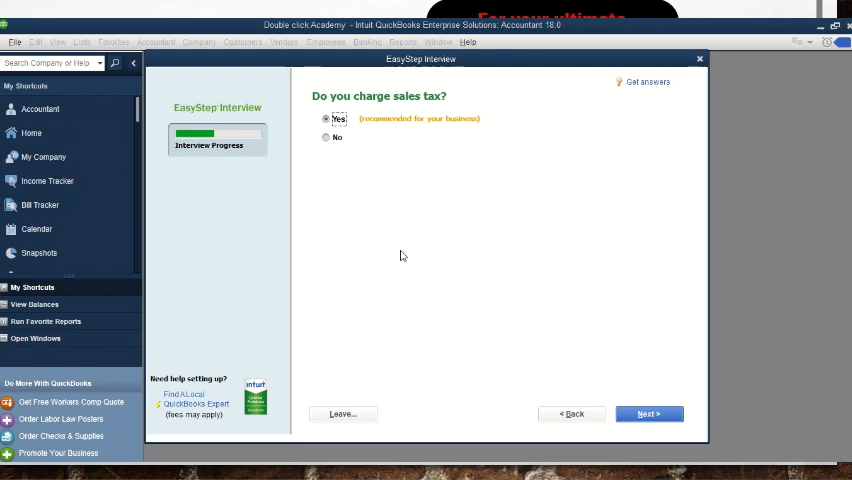 For your ultimate
Double click Academy - Intuit QuickBooks Enterprise Solutions: Accountant 18.0
File Edit View Lists Favorites Accountant Company Customers Vendors Employees Banking Reports Window Help
Search Company or Help
EasyStep Interview
My Shortcuts
Get answers
EasyStep Interview
Do you charge sales tax?
Accountant
Yes (recommended for your business)
Home
No
Interview Progress
My Company
Income Tracker
Bill Tracker
Calendar
Snapshots
My Shortcuts
View Balances
Run Favorite Reports
Open Windows
Do More With QuickBooks
Get Free Workers Comp Quote
Order Labor Law Posters
Order Checks & Supplies
Promote Your Business
Need help setting up?
Find A Local
QuickBooks Expert
(fees may apply)
intuit
Leave...
< Back
Next >